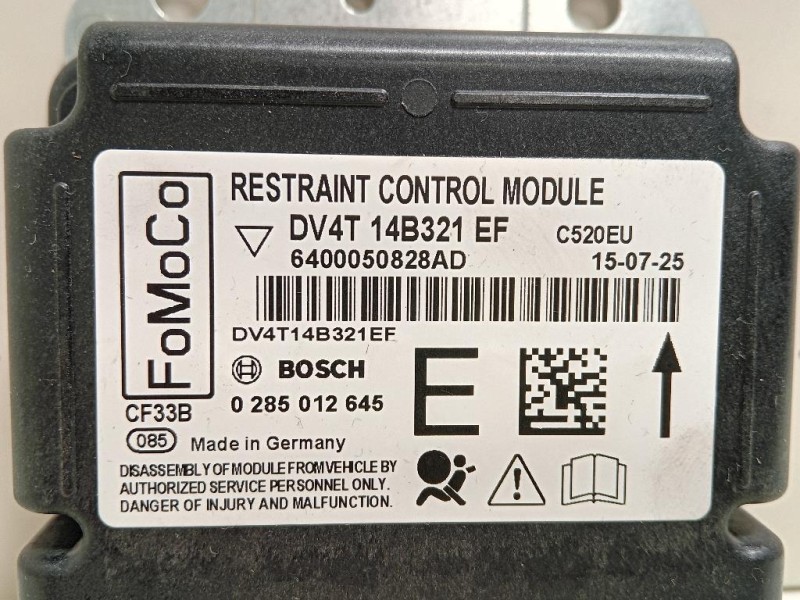 FoMoCo
RESTRAINT CONTROL MODULE
DV4T 14B321 EF C520EU
6400050828AD 15-07-25
DV4T14B321EF
BOSCH
E
CF33B
0 285 012 645
085
Made in Germany
DISASSEMBLY OF MODULE FROM VEHICLE BY
AUTHORIZED SERVICE PERSONNEL ONLY.
DANGER OF INJURY AND MALFUNCTION.